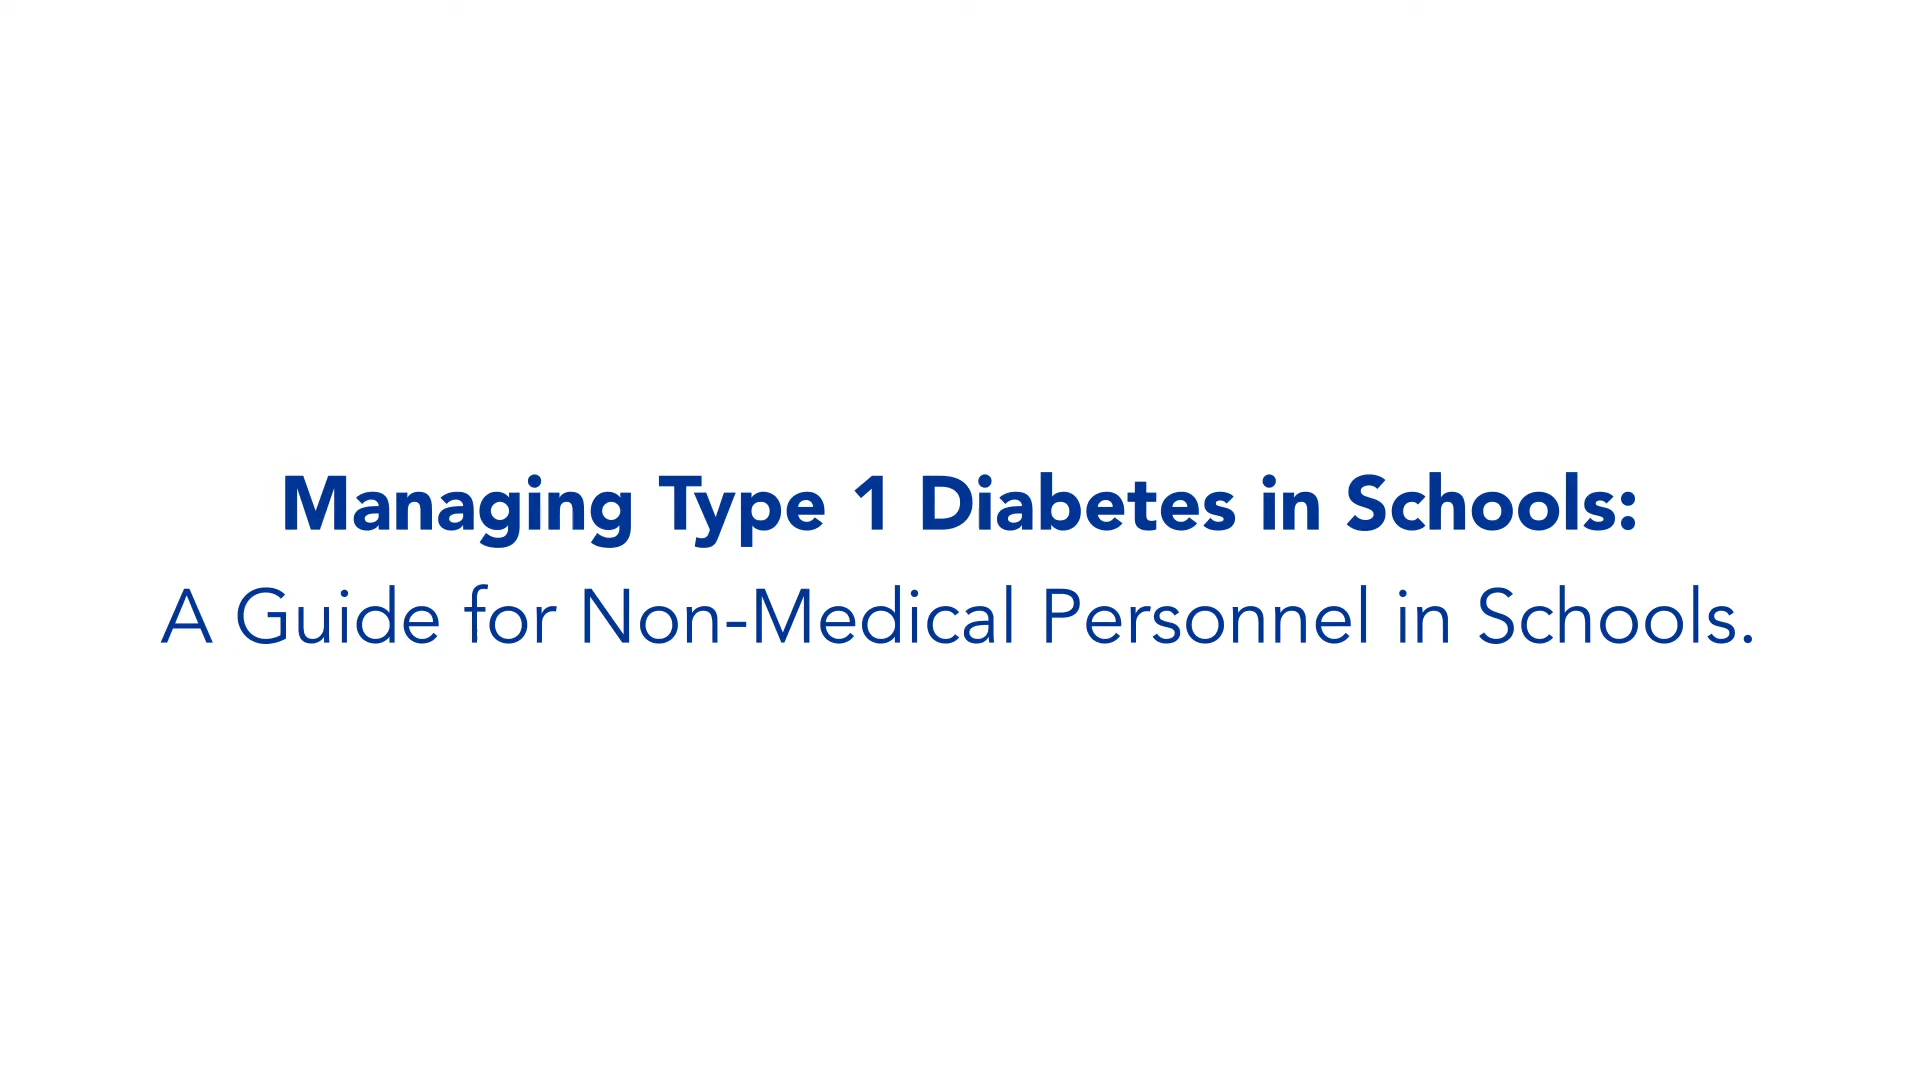 Managing Type 1 Diabetes in Schools:
A Guide for Non-Medical Personnel in Schools.